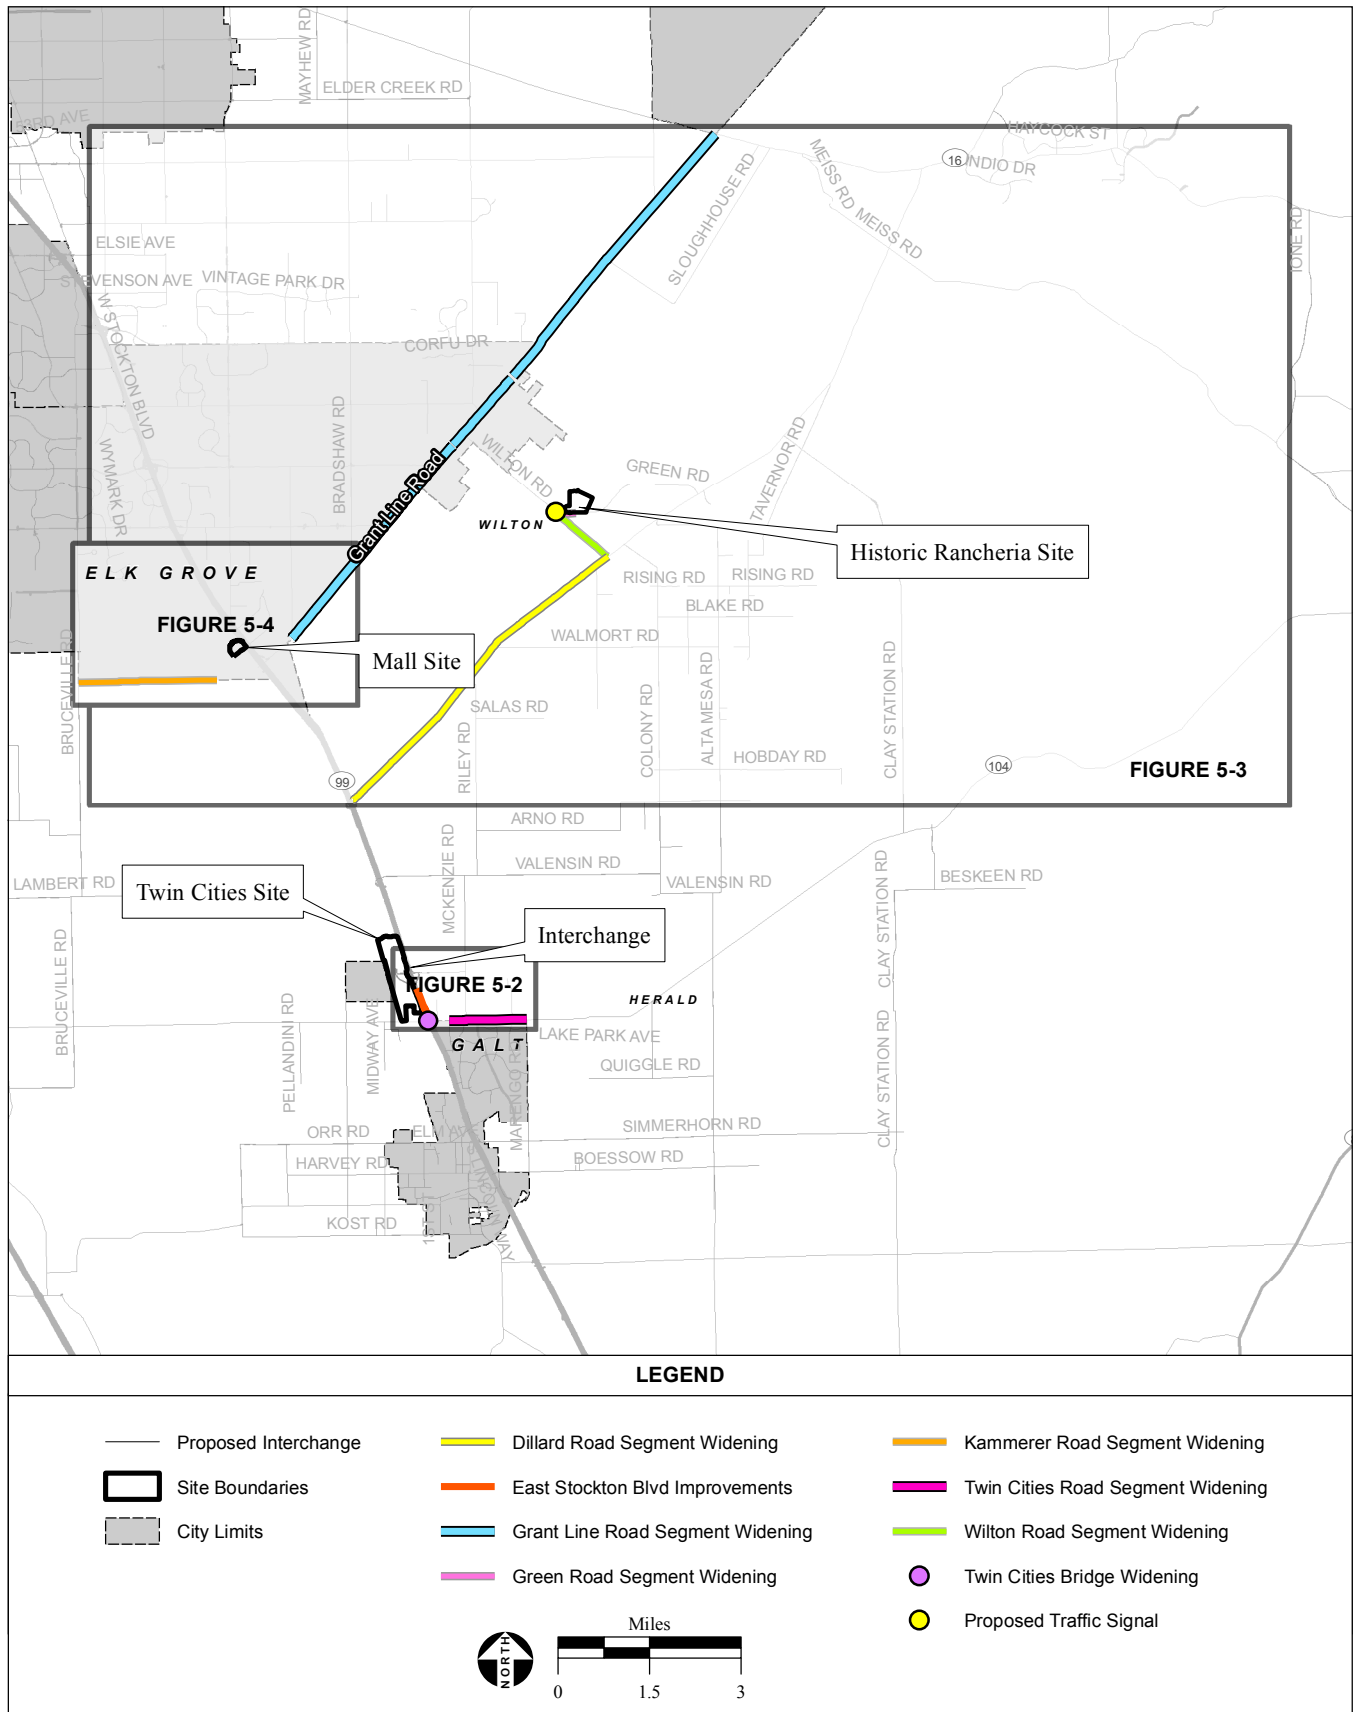 MAYHEW RD
ELDER CREEK RD
53RD AVE
HAYCOCK ST
16
INDIO DR
MEISS RD
MEISS RD
SLOUGHHOUSE RD
IONE RD
ELSIE AVE
STEVENSON AVE
VINTAGE PARK DR
W STOCKTON BLVD
CORFU DR
BRADSHAW RD
WYMARK DR
WILTON RD
GREEN RD
TAVERNOR RD
Grant Line Road
WILTON
Historic Rancheria Site
ELK GROVE
RISING RD
RISING RD
BLAKE RD
FIGURE 5-4
WALMORT RD
Mall Site
BRUCEVILLE RD
SALAS RD
RILEY RD
COLONY RD
ALTA MESA RD
CLAY STATION RD
HOBDAY RD
104
FIGURE 5-3
99
ARNO RD
MCKENZIE RD
VALENSIN RD
VALENSIN RD
LAMBERT RD
Twin Cities Site
BESKEEN RD
CLAY STATION RD
Interchange
FIGURE 5-2
HERALD
BRUCEVILLE RD
PELLANDINI RD
MIDWAY AVE
GALT
LAKE PARK AVE
QUIGGLE RD
CLAY STATION RD
MARENGO RD
SIMMERHORN RD
ORR RD
ELM AVE
HARVEY RD
BOESSOW RD
KOST RD
LEGEND
Proposed Interchange
Site Boundaries
City Limits
Dillard Road Segment Widening
East Stockton Blvd Improvements
Grant Line Road Segment Widening
Green Road Segment Widening
Kammerer Road Segment Widening
Twin Cities Road Segment Widening
Wilton Road Segment Widening
Twin Cities Bridge Widening
Proposed Traffic Signal
NORTH
Miles
0 1.5 3